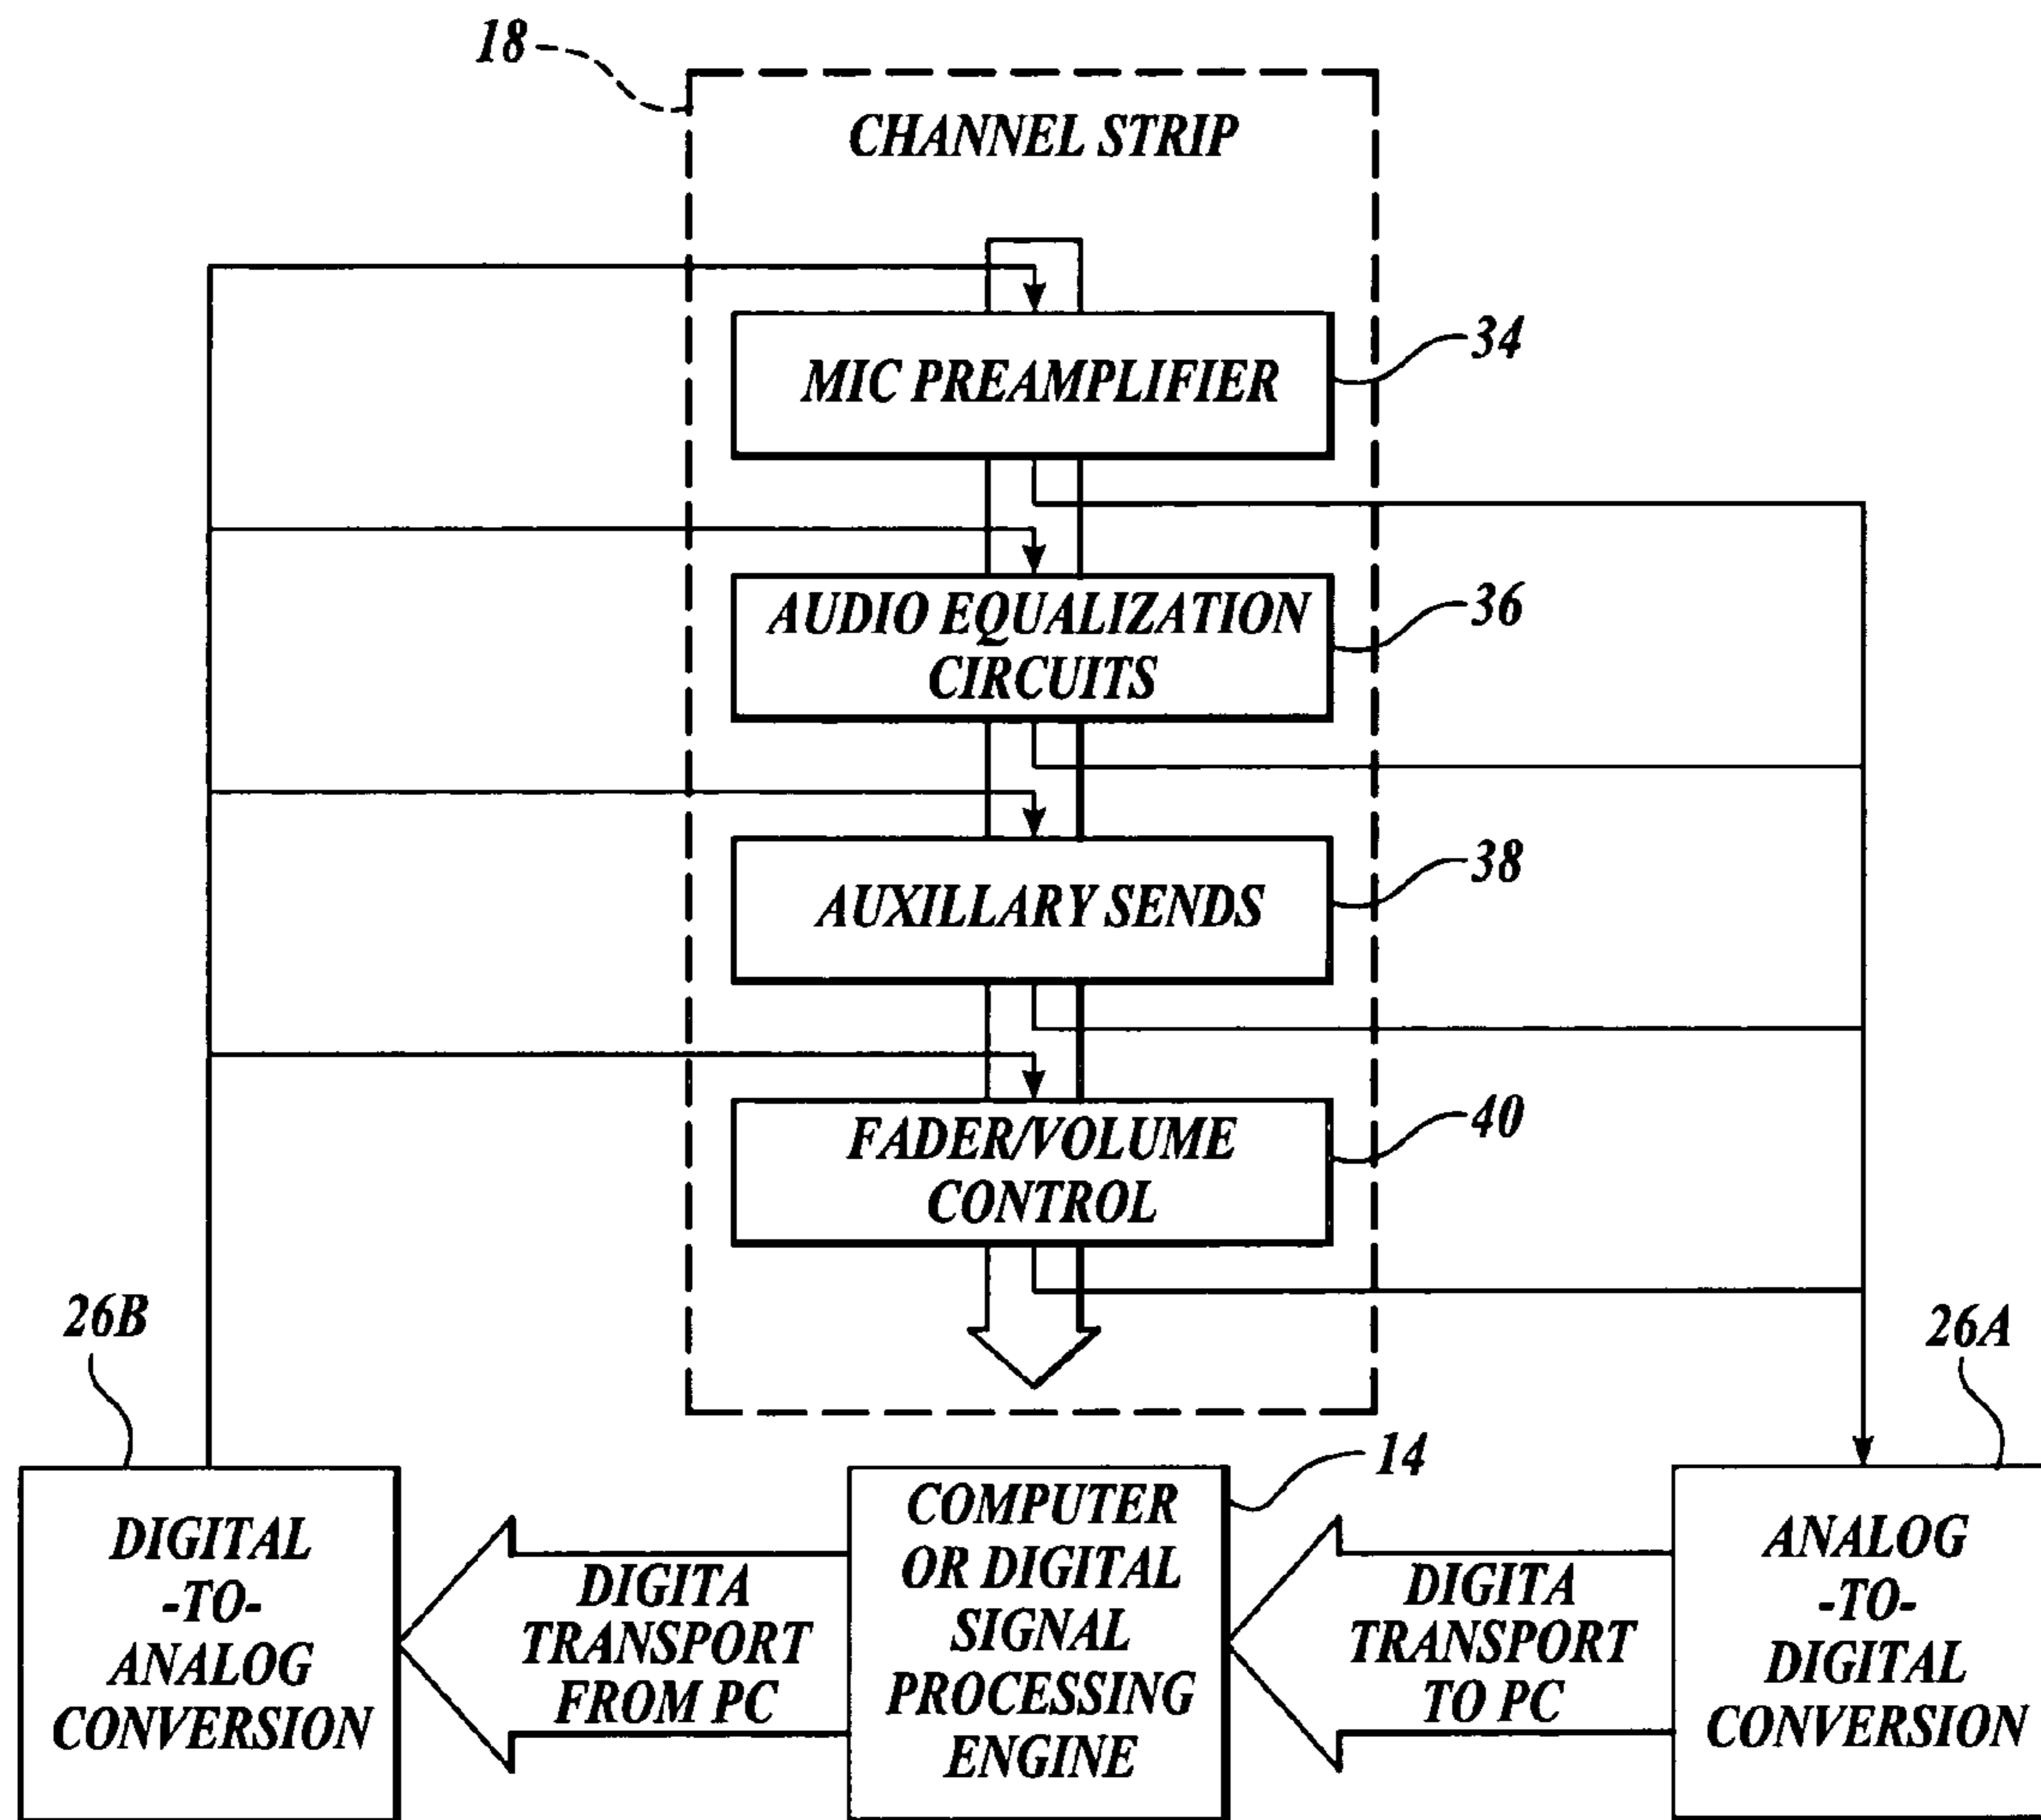 18
CHANNEL STRIP
MIC PREAMPLIFIER
34
AUDIO EQUALIZATION
CIRCUITS
36
AUXILLARY SENDS
38
FADER/VOLUME
CONTROL
40
26B
26A
14
DIGITAL
-TO-
ANALOG
CONVERSION
DIGITA
TRANSPORT
FROM PC
COMPUTER
OR DIGITAL
SIGNAL
PROCESSING
ENGINE
DIGITA
TRANSPORT
TO PC
ANALOG
-TO-
DIGITAL
CONVERSION